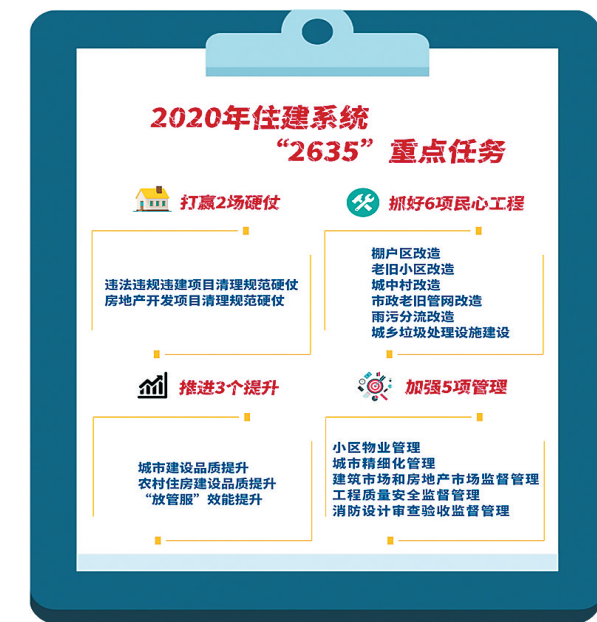 2020年住建系统
“2635”重点任务
打赢2场硬仗
违法违规违建项目清理规范硬仗
房地产开发项目清理规范硬仗
抓好6项民心工程
棚户区改造
老旧小区改造
城中村改造
市政老旧管网改造
雨污分流改造
城乡垃圾处理设施建设
推进3个提升
城市建设品质提升
农村住房建设品质提升
“放管服”效能提升
加强5项管理
小区物业管理
城市精细化管理
建筑市场和房地产市场监督管理
工程质量安全监督管理
消防设计审查验收监督管理